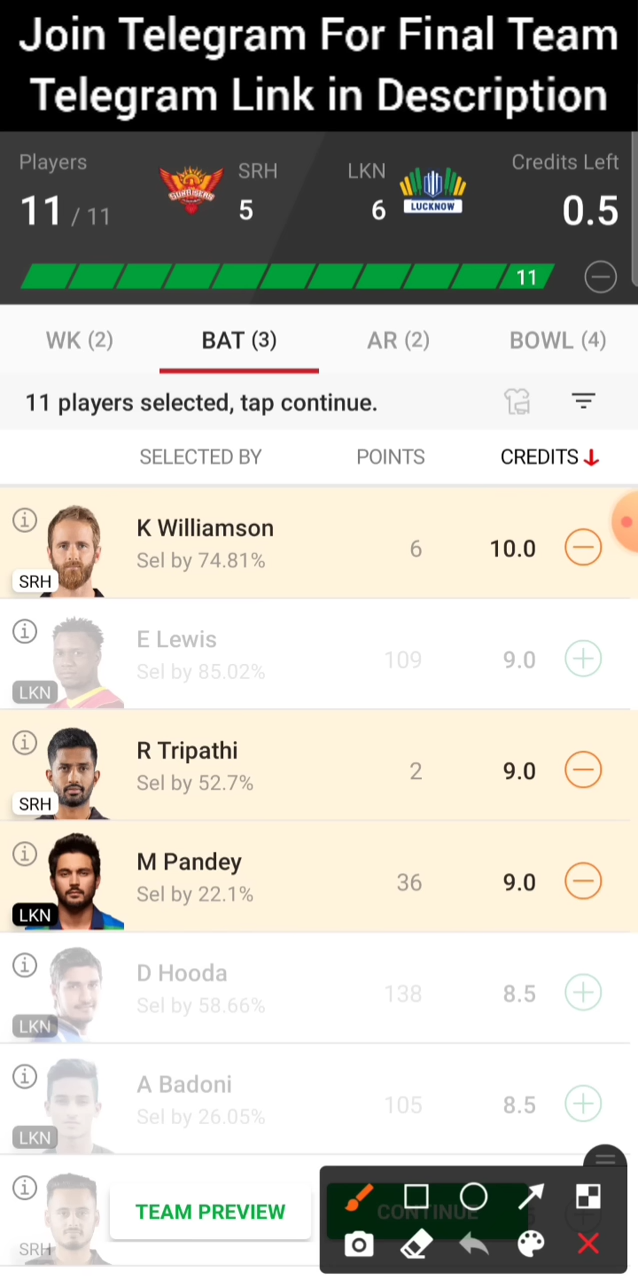 Join Telegram For Final Team
Telegram Link in Description
Players SRH LKN Credits Left
11 / 11 5 6 0.5
SUNRISERS
LUCKNOW
11
WK (2) BAT (3) AR (2) BOWL (4)
11 players selected, tap continue.
SELECTED BY POINTS CREDITS
K Williamson
Sel by 74.81% 6 10.0
SRH
E Lewis
Sel by 85.02% 109 9.0
LKN
R Tripathi
Sel by 52.7% 2 9.0
SRH
M Pandey
Sel by 22.1% 36 9.0
LKN
D Hooda
Sel by 58.66% 138 8.5
LKN
A Badoni
Sel by 26.05% 105 8.5
LKN
TEAM PREVIEW CONTINUE
SRH